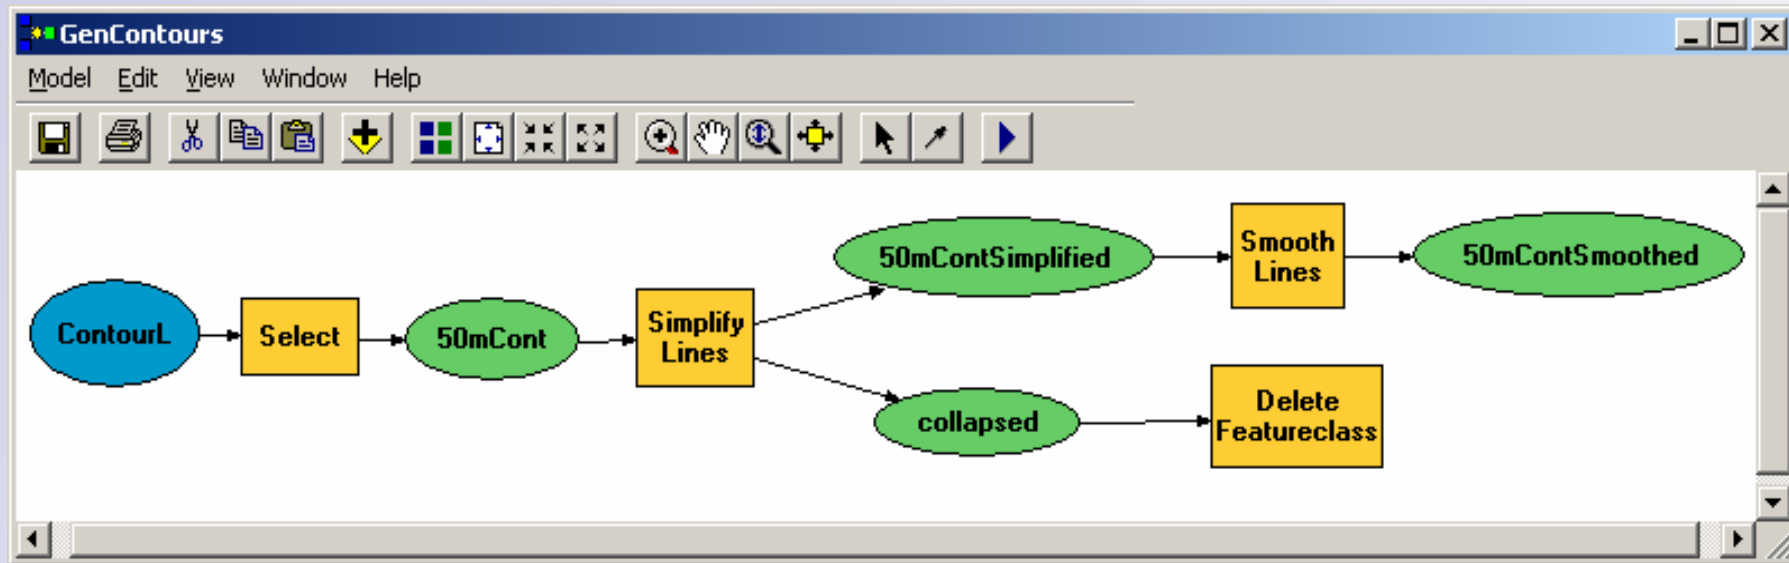 GenContours
Model Edit View Window Help
ContourL
Select
50mCont
Simplify
Lines
50mContSimplified
Smooth
Lines
50mContSmoothed
collapsed
Delete
Featureclass